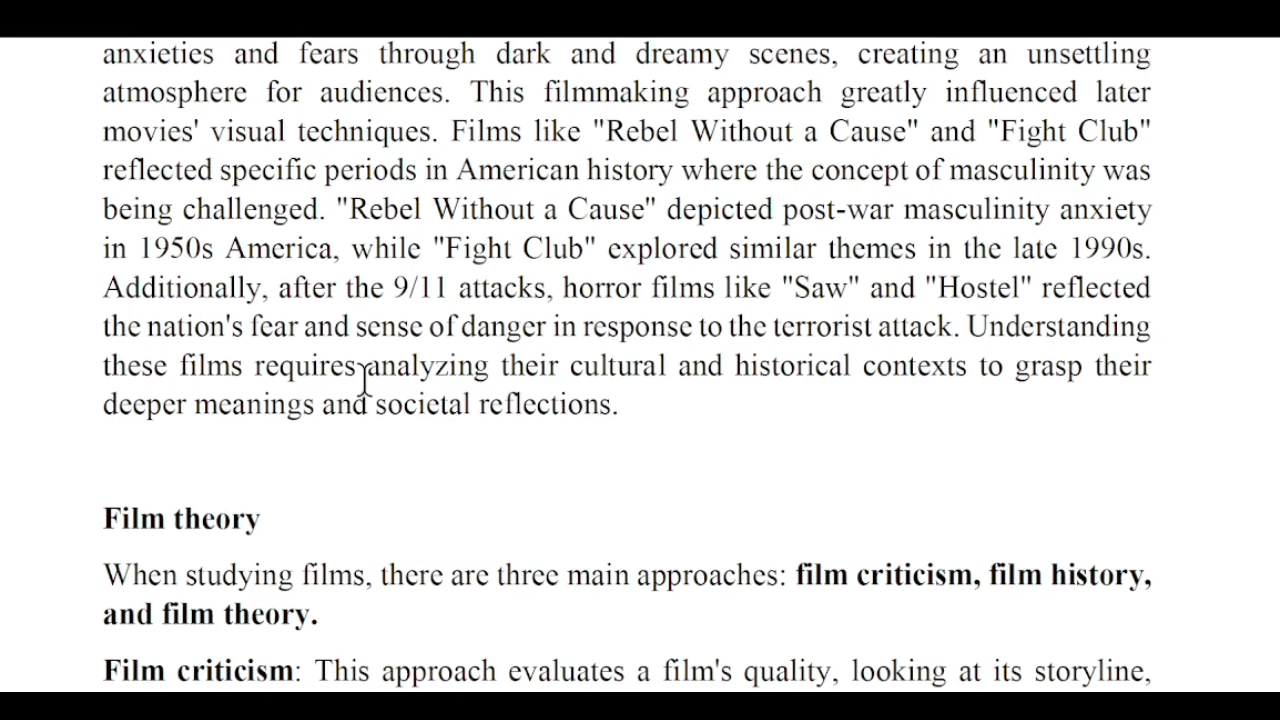 anxieties and fears through dark and dreamy scenes, creating an unsettling
atmosphere for audiences. This filmmaking approach greatly influenced later
movies' visual techniques. Films like "Rebel Without a Cause" and "Fight Club"
reflected specific periods in American history where the concept of masculinity was
being challenged. "Rebel Without a Cause" depicted post-war masculinity anxiety
in 1950s America, while "Fight Club" explored similar themes in the late 1990s.
Additionally, after the 9/11 attacks, horror films like "Saw" and "Hostel" reflected
the nation's fear and sense of danger in response to the terrorist attack. Understanding
these films requires analyzing their cultural and historical contexts to grasp their
deeper meanings and societal reflections.
Film theory
When studying films, there are three main approaches: film criticism, film history,
and film theory.
Film criticism: This approach evaluates a film's quality, looking at its storyline,